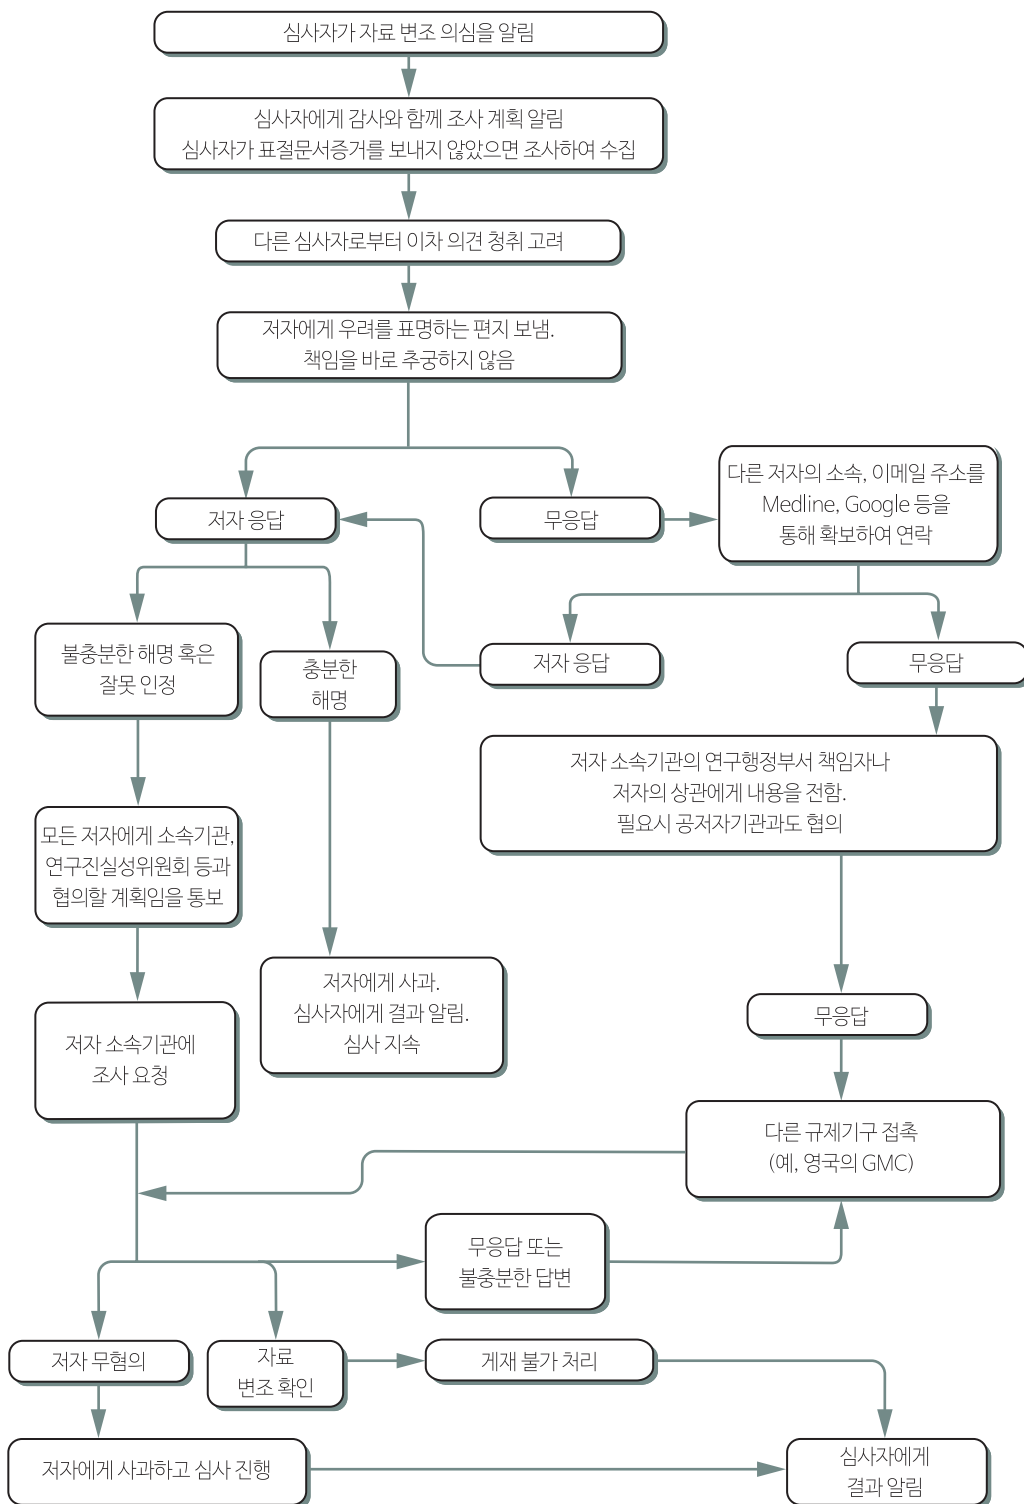 심사자가 자료 변조 의심을 알림
심사자에게 감사와 함께 조사 계획 알림
심사자가 표절문서증거를 보내지 않았으면 조사하여 수집
다른 심사자로부터 이차 의견 청취 고려
저자에게 우려를 표명하는 편지 보냄.
책임을 바로 추궁하지 않음
저자 응답
무응답
다른 저자의 소속, 이메일 주소를
Medline, Google 등을
통해 확보하여 연락
불충분한 해명 혹은
잘못 인정
충분한
해명
저자 응답
무응답
저자 소속기관의 연구행정부서 책임자나
저자의 상관에게 내용을 전함.
필요시 공저자기관과도 협의
모든 저자에게 소속기관,
연구진실성위원회 등과
협의할 계획임을 통보
저자에게 사과.
심사자에게 결과 알림.
심사 지속
무응답
저자 소속기관에
조사 요청
다른 규제기구 접촉
(예, 영국의 GMC)
무응답 또는
불충분한 답변
저자 무혐의
자료
변조 확인
게재 불가 처리
저자에게 사과하고 심사 진행
심사자에게
결과 알림